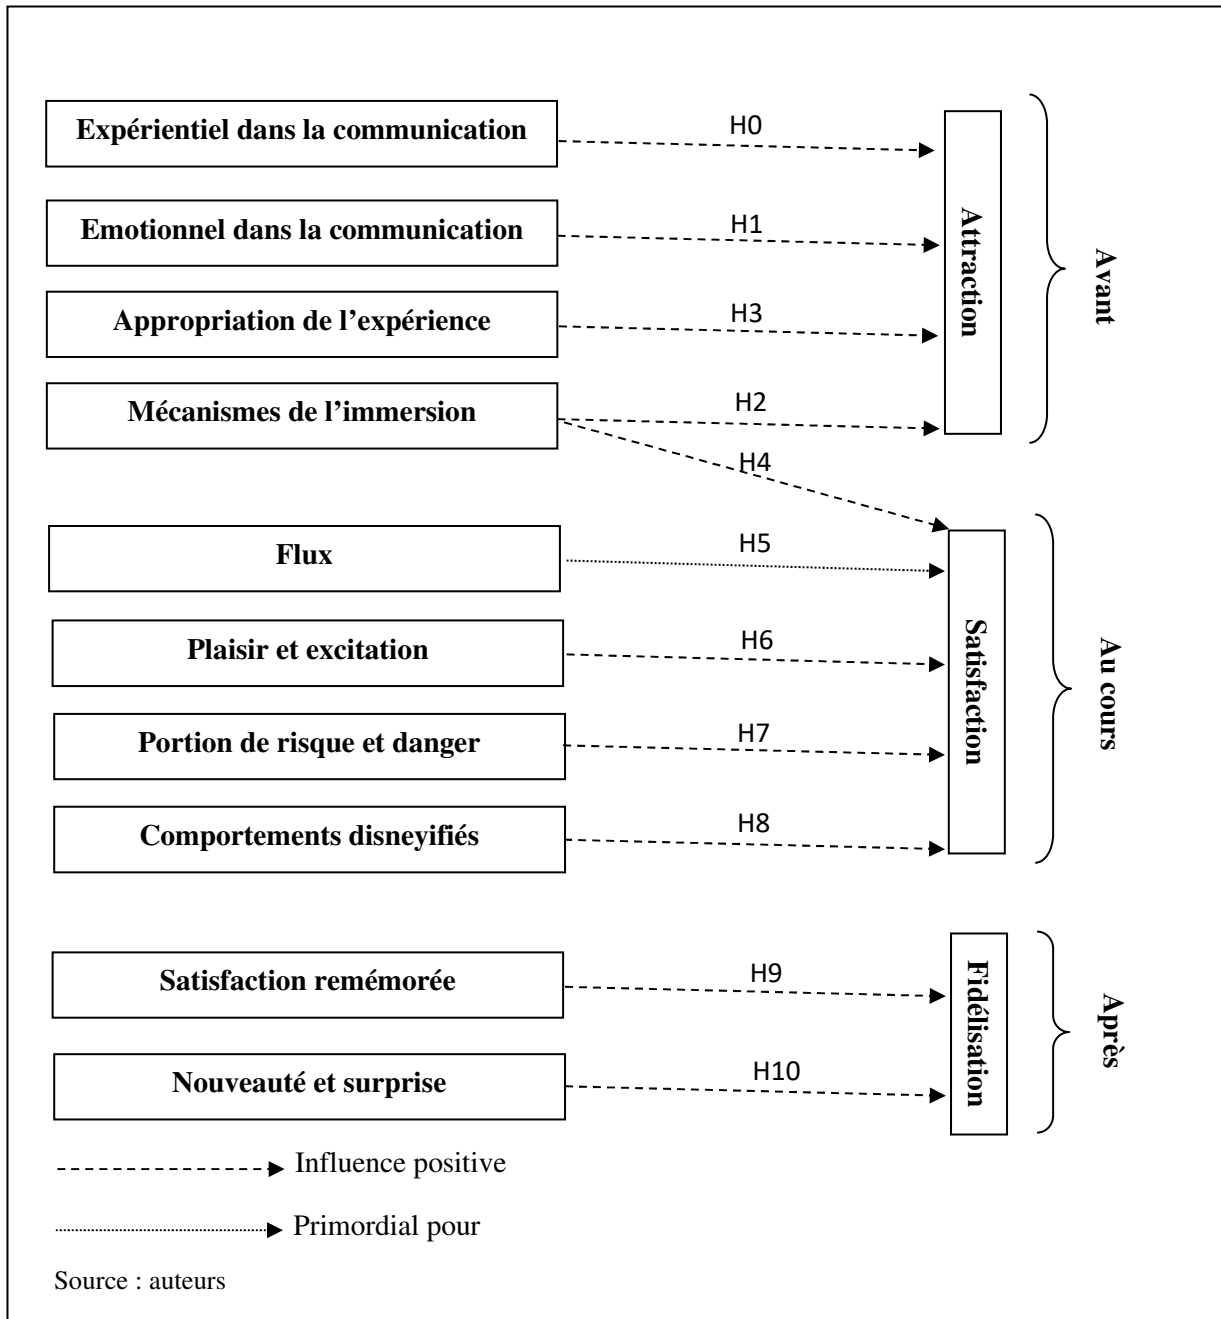 Expérientiel dans la communication
H0
Emotionnel dans la communication
H1
Appropriation de l’expérience
H3
Mécanismes de l’immersion
H2
H4
Attraction
Avant
Flux
H5
Plaisir et excitation
H6
Portion de risque et danger
H7
Comportements disneyifiés
H8
Satisfaction
Au cours
Satisfaction remémorée
H9
Nouveauté et surprise
H10
Fidélisation
Après
Influence positive
Primordial pour
Source : auteurs